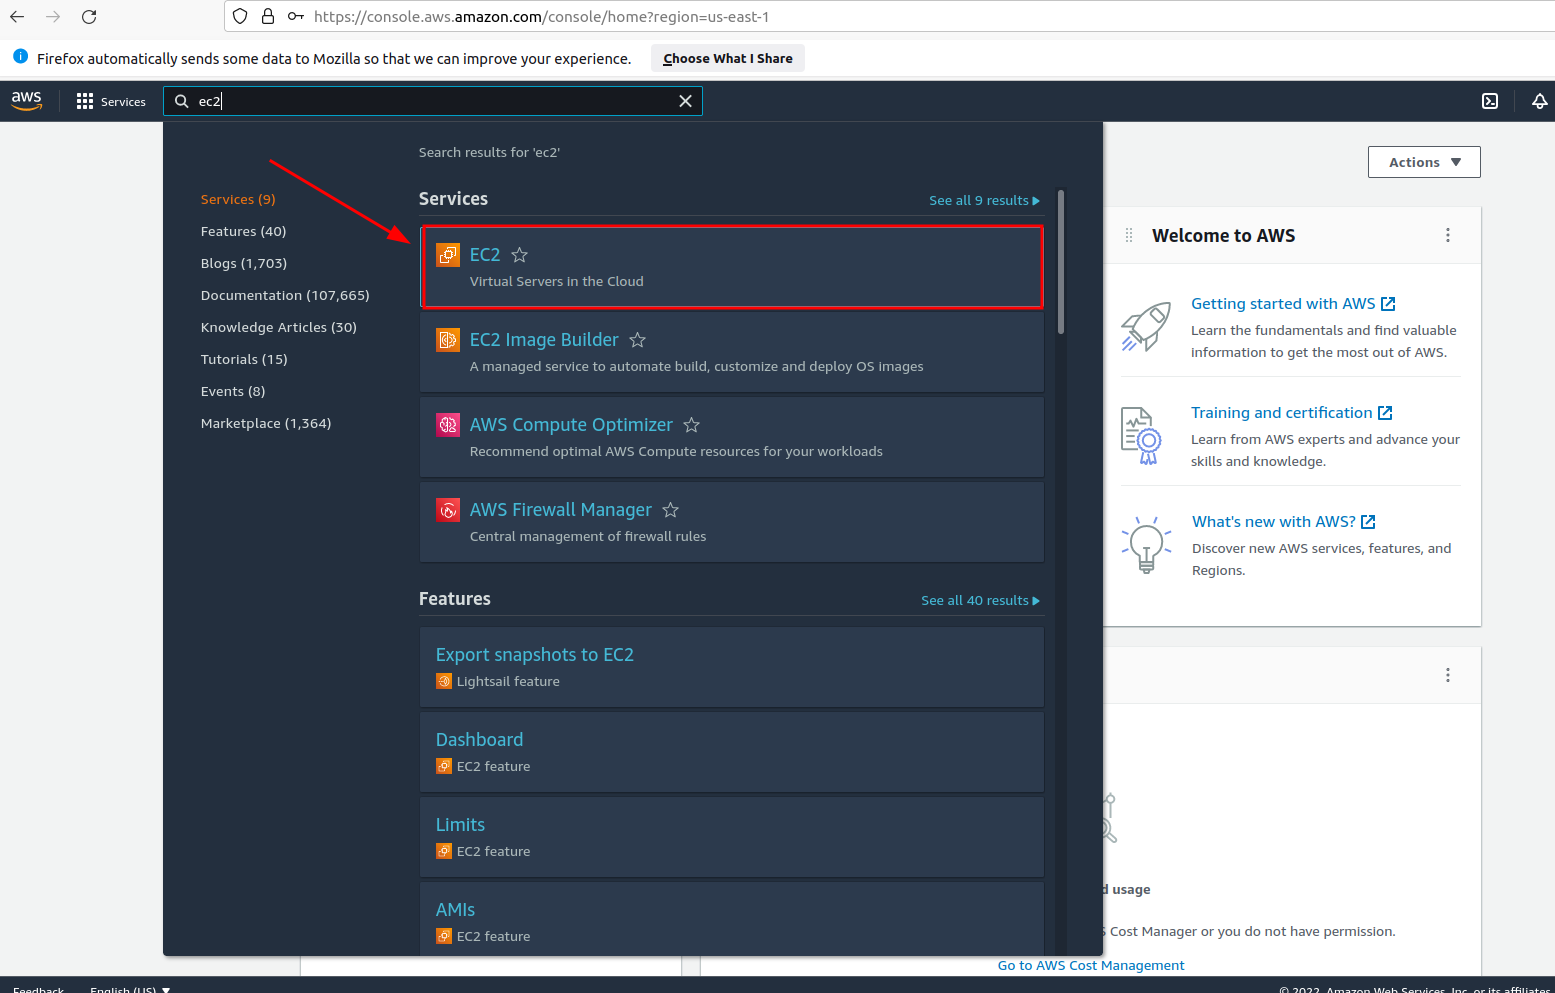 https://console.aws.amazon.com/console/home?region=us-east-1
Firefox automatically sends some data to Mozilla so that we can improve your experience.
Choose What I Share
aws
Services
ec2
Search results for 'ec2'
Services (9)
Features (40)
Blogs (1,703)
Documentation (107,665)
Knowledge Articles (30)
Tutorials (15)
Events (8)
Marketplace (1,364)
Services
See all 9 results
EC2
Virtual Servers in the Cloud
EC2 Image Builder
A managed service to automate build, customize and deploy OS images
AWS Compute Optimizer
Recommend optimal AWS Compute resources for your workloads
AWS Firewall Manager
Central management of firewall rules
Features
See all 40 results
Export snapshots to EC2
Lightsail feature
Dashboard
EC2 feature
Limits
EC2 feature
AMIs
EC2 feature
Actions
Welcome to AWS
Getting started with AWS
Learn the fundamentals and find valuable
information to get the most out of AWS.
Training and certification
Learn from AWS experts and advance your
skills and knowledge.
What's new with AWS?
Discover new AWS services, features, and
Regions.
d usage
S Cost Manager or you do not have permission.
Go to AWS Cost Management
Feedback
English (US)
© 2022, Amazon Web Services, Inc. or its affiliates.